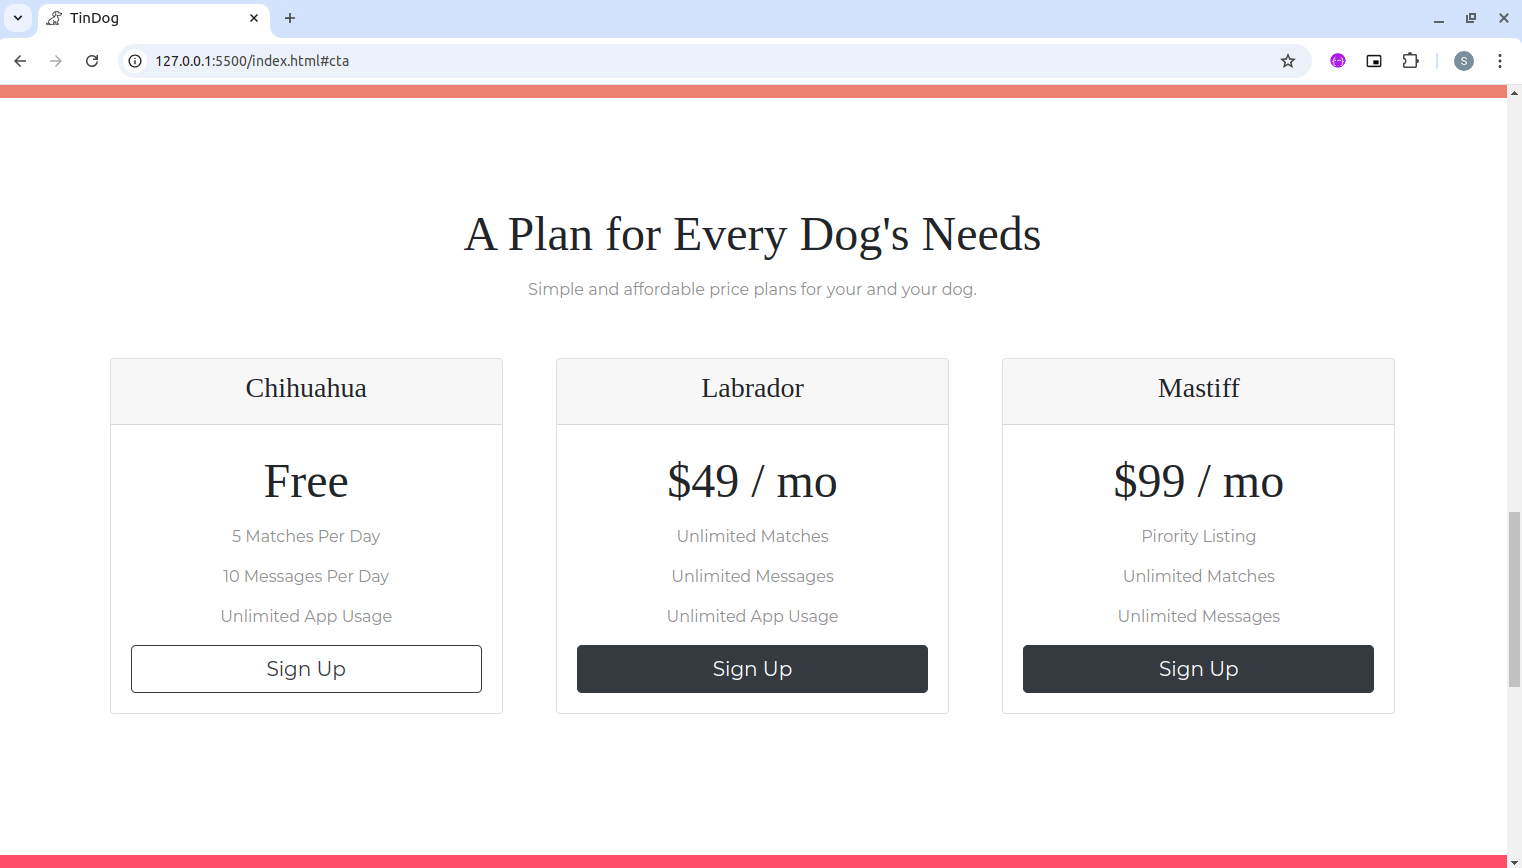 TinDog
127.0.0.1:5500/index.html#cta
S
A Plan for Every Dog's Needs
Simple and affordable price plans for your and your dog.
Chihuahua
Free
5 Matches Per Day
10 Messages Per Day
Unlimited App Usage
Sign Up
Labrador
$49 / mo
Unlimited Matches
Unlimited Messages
Unlimited App Usage
Sign Up
Mastiff
$99 / mo
Pirority Listing
Unlimited Matches
Unlimited Messages
Sign Up